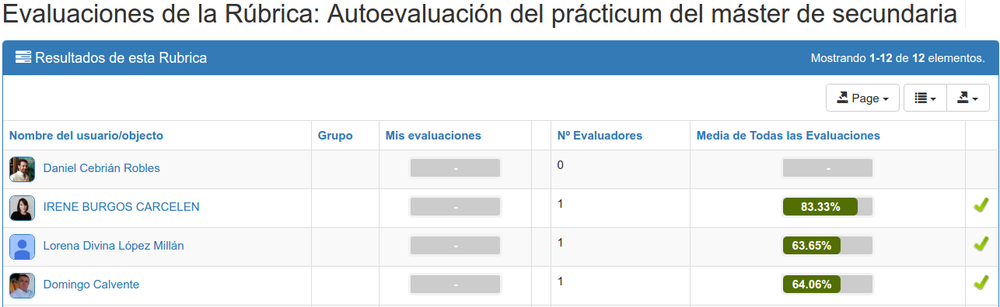 Evaluaciones de la Rúbrica: Autoevaluación del prácticum del máster de secundaria
Resultados de esta Rubrica
Mostrando 1-12 de 12 elementos.
Page
Nombre del usuario/objecto Grupo Mis evaluaciones Nº Evaluadores Media de Todas las Evaluaciones
Daniel Cebrián Robles - 0 -
IRENE BURGOS CARCELEN - 1 83.33%
Lorena Divina López Millán - 1 63.65%
Domingo Calvente - 1 64.06%